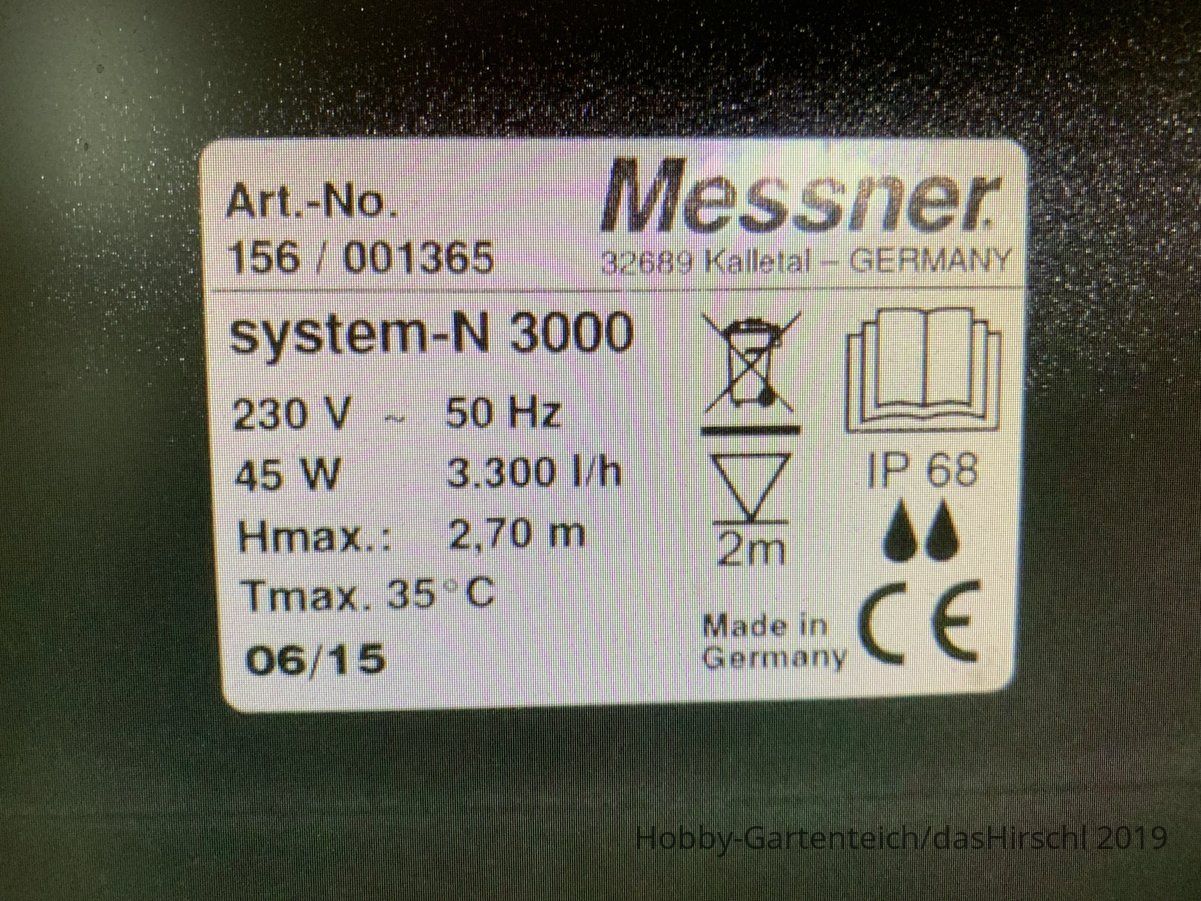 Art.-No.
156 / 001365
Messner
32689 Kalletal – GERMANY
system-N 3000
230 V ~ 50 Hz
45 W 3.300 l/h
Hmax.: 2,70 m
Tmax. 35°C
06/15
2m
IP 68
Made in
Germany
CE
Hobby-Gartenteich/dasHirschl 2019